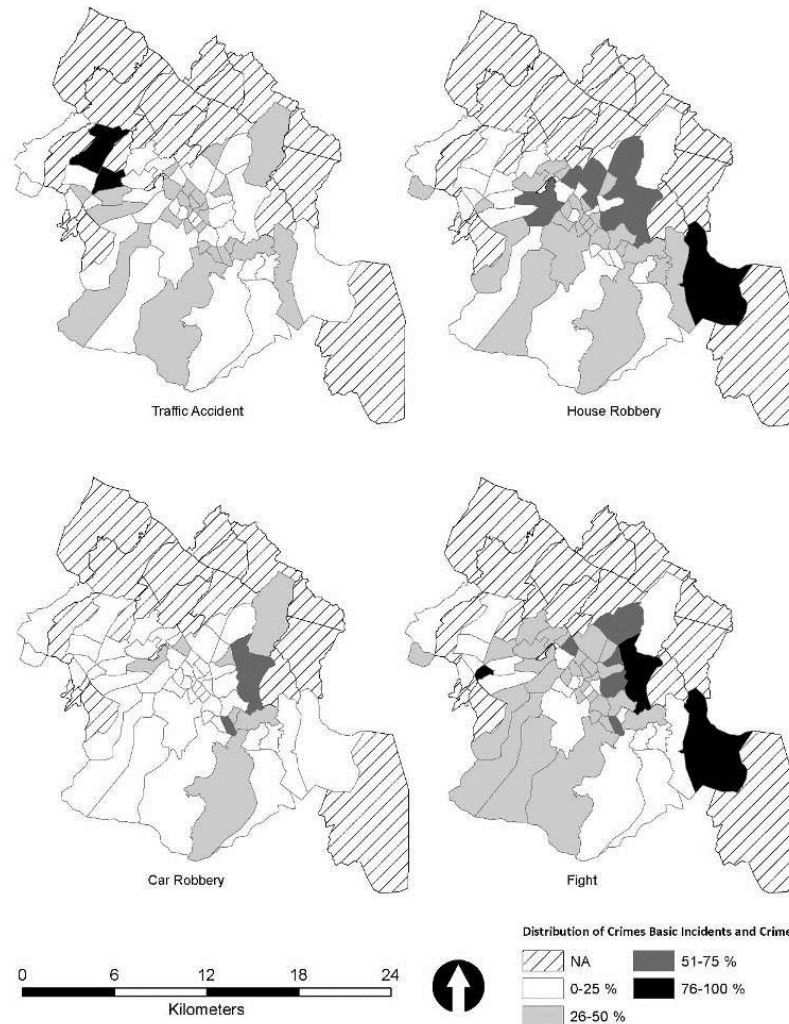 Traffic Accident
House Robbery
Car Robbery
Fight
Distribution of Crimes Basic Incidents and Crime
NA
51-75 %
0-25 %
76-100 %
26-50 %
0 6 12 18 24
Kilometers